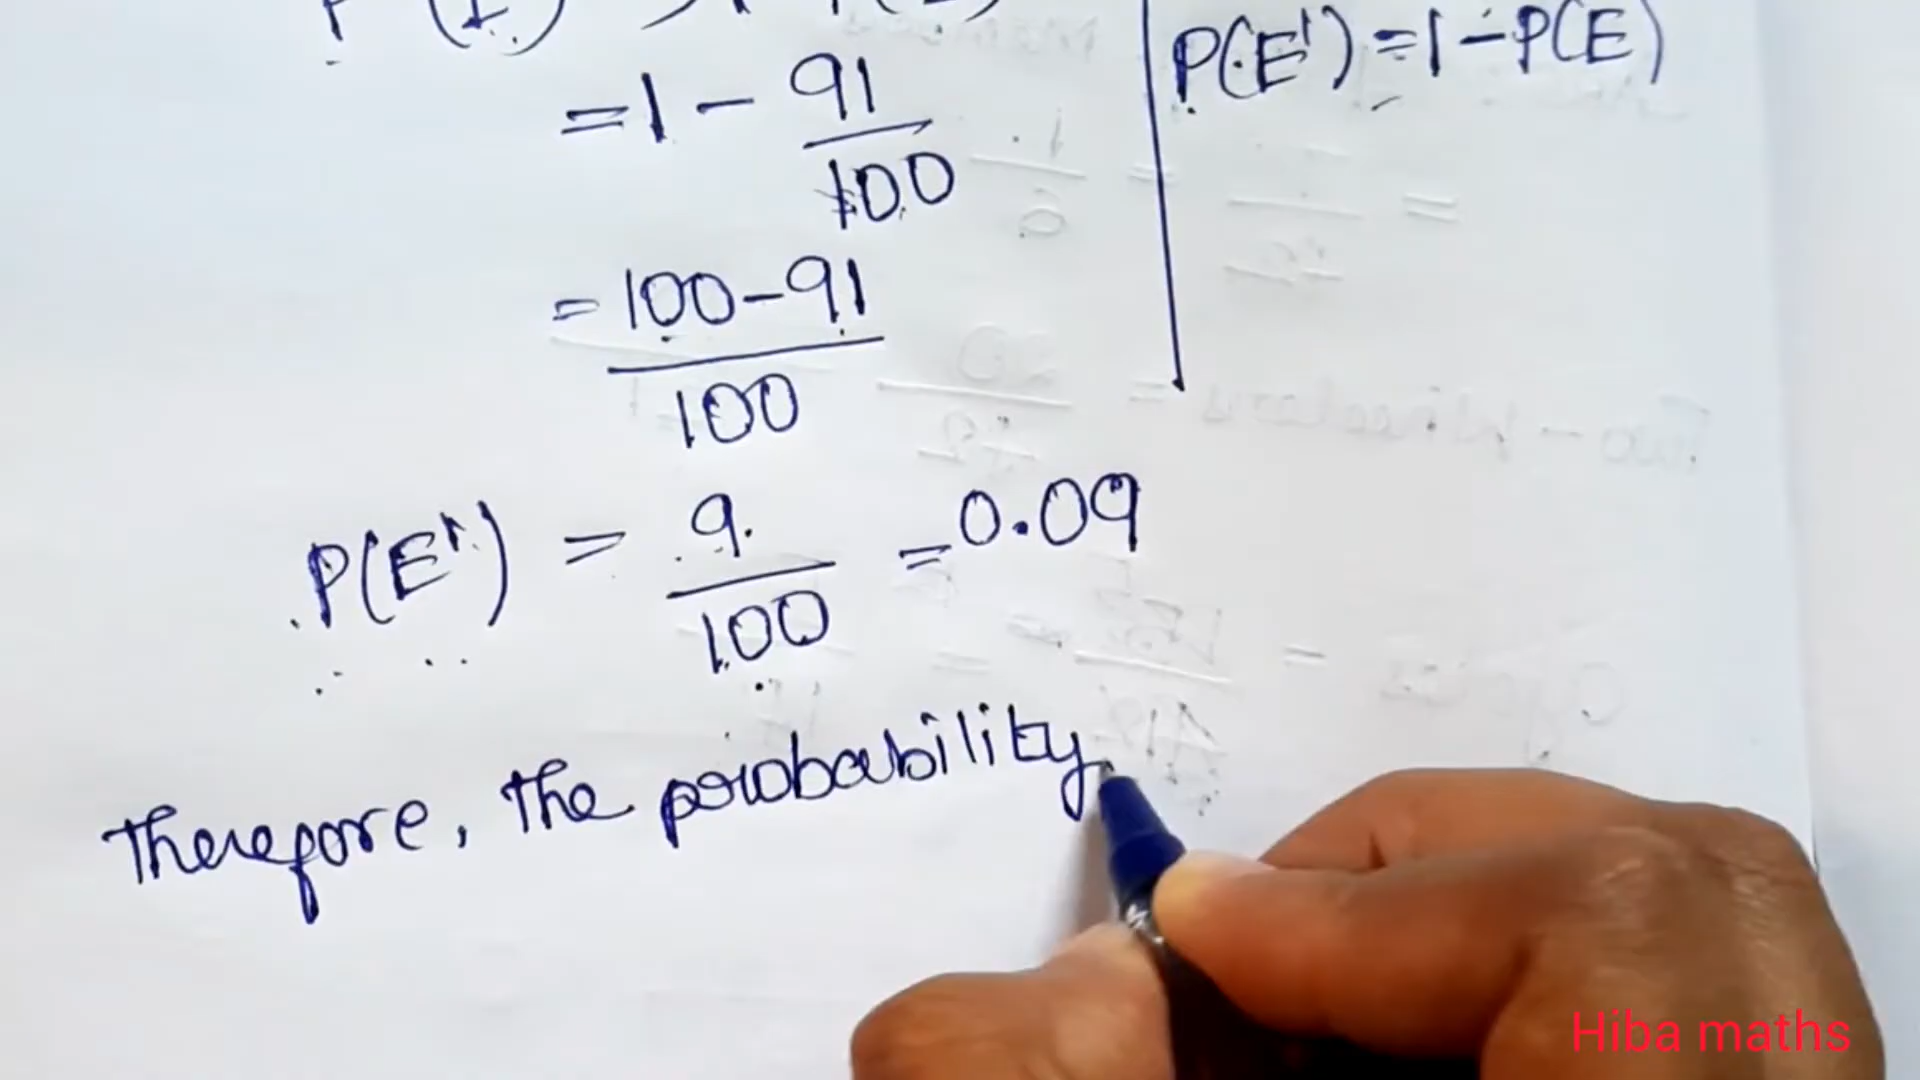 P(E') = 1 - P(E)
= 1 - 91/100
= 100-91/100
P(E') = 9/100 = 0.09
Therefore, the probability
Hiba maths